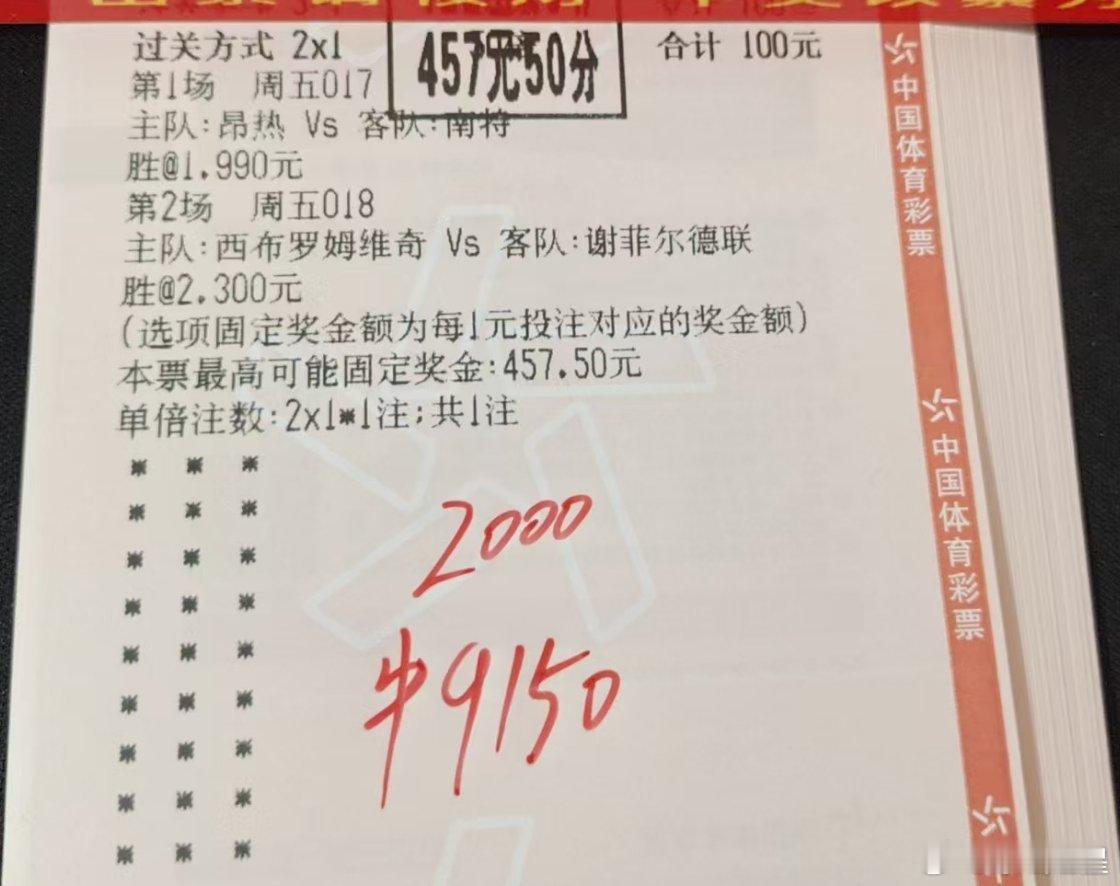 过关方式 2x1
457元50分
合计 100元
第1场 周五017
主队:昂热 Vs 客队:南特
胜@1.990元
第2场 周五018
主队:西布罗姆维奇 Vs 客队:谢菲尔德联
胜@2.300元
(选项固定奖金额为每1元投注对应的奖金额)
本票最高可能固定奖金:457.50元
单倍注数:2x1*1注;共1注
2000
中9150
中国体育彩票
中国体育彩票